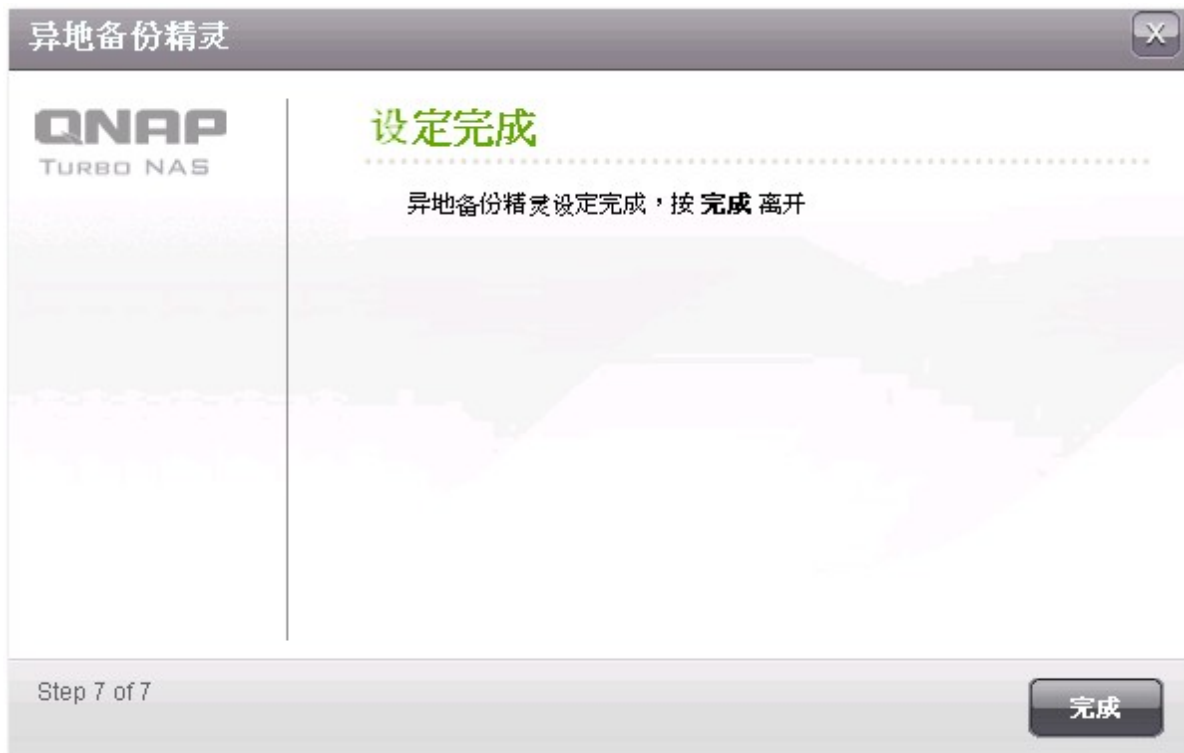 异地备份精灵
X
QNAP
TURBO NAS
设定完成
异地备份精灵设定完成，按 完成 离开
Step 7 of 7
完成